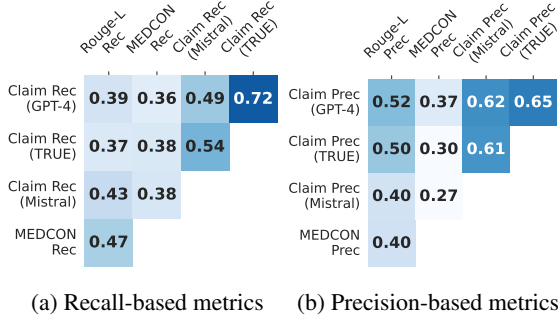 Rouge-L
Rec
MEDCON
Rec
Claim Rec
(Mistral)
Claim Rec
(TRUE)
Claim Rec
(GPT-4)
0.39 0.36 0.49 0.72
Claim Rec
(TRUE)
0.37 0.38 0.54
Claim Rec
(Mistral)
0.43 0.38
MEDCON
Rec
0.47
(a) Recall-based metrics
Rouge-L
Prec
MEDCON
Prec
Claim Prec
(Mistral)
Claim Prec
(TRUE)
Claim Prec
(GPT-4)
0.52 0.37 0.62 0.65
Claim Prec
(TRUE)
0.50 0.30 0.61
Claim Prec
(Mistral)
0.40 0.27
MEDCON
Prec
0.40
(b) Precision-based metrics